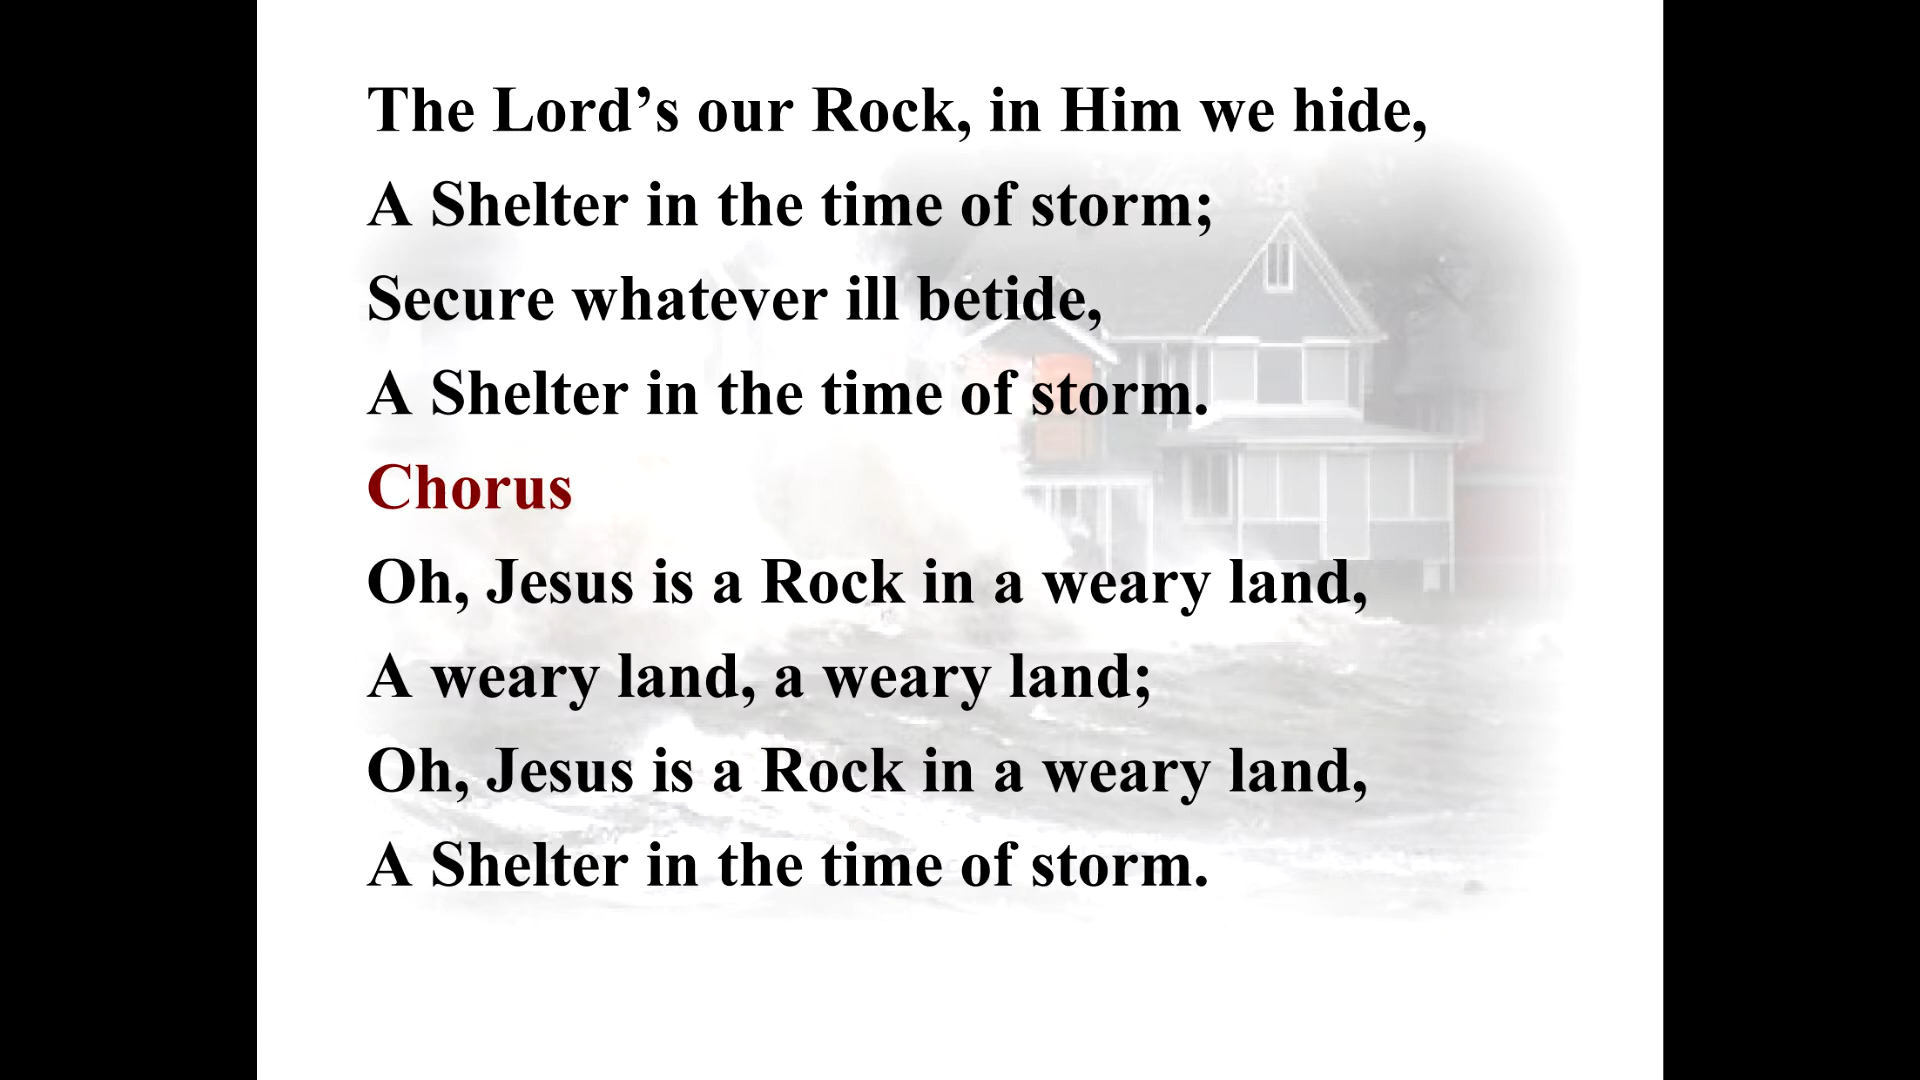 The Lord’s our Rock, in Him we hide,
A Shelter in the time of storm;
Secure whatever ill betide,
A Shelter in the time of storm.
Chorus
Oh, Jesus is a Rock in a weary land,
A weary land, a weary land;
Oh, Jesus is a Rock in a weary land,
A Shelter in the time of storm.